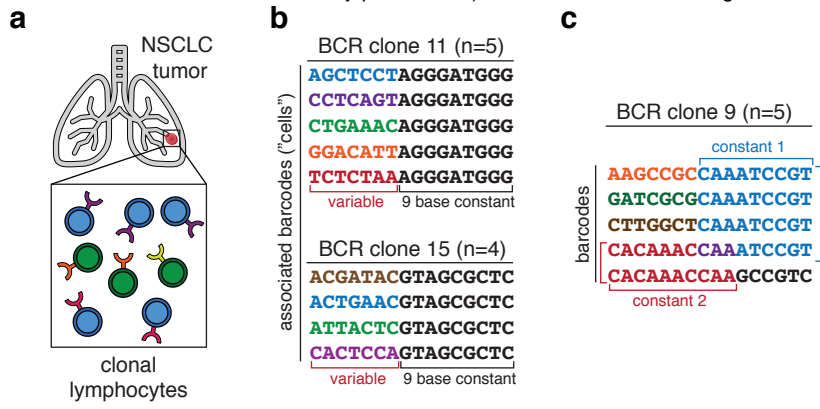 a
NSCLC
tumor
clonal
lymphocytes
b
BCR clone 11 (n=5)
associated barcodes ("cells")
AGCTCCTAGGGATGGG
CCTCAGTAGGGATGGG
CTGAAACAGGGATGGG
GGACATTAGGGATGGG
TCTCTAAAGGGATGGG
variable
9 base constant
BCR clone 15 (n=4)
ACGATACGTAGCGCTC
ACTGAACGTAGCGCTC
ATTACTCGTAGCGCTC
CACTCCAGTAGCGCTC
variable
9 base constant
c
BCR clone 9 (n=5)
constant 1
barcodes
AAGCCGCCAAATCCGT
GATCGCGCAAATCCGT
CTTGGCTCAAATCCGT
CACAAACCAAATCCGT
CACAAACCAAGCCGTC
constant 2